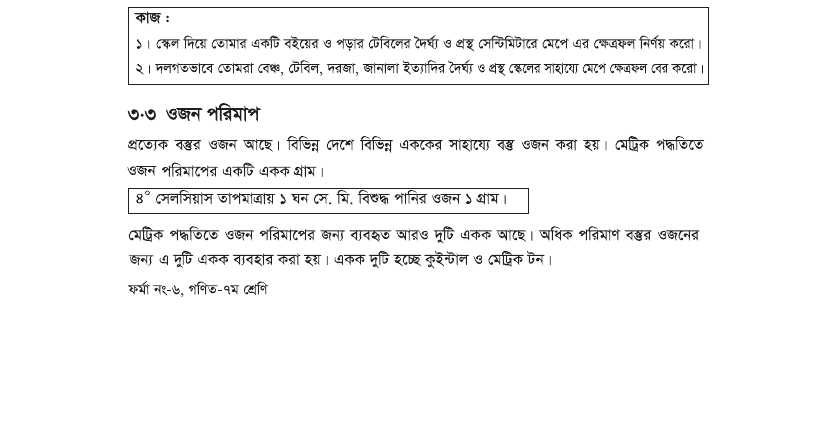 কাজ :
১। স্কেল দিয়ে তোমার একটি বইয়ের ও পড়ার টেবিলের দৈর্ঘ্য ও প্রস্থ সেন্টিমিটারে মেপে এর ক্ষেত্রফল নির্ণয় করো।
২। দলগতভাবে তোমরা বেঞ্চ, টেবিল, দরজা, জানালা ইত্যাদির দৈর্ঘ্য ও প্রস্থ স্কেলের সাহায্যে মেপে ক্ষেত্রফল বের করো।
৩·৩ ওজন পরিমাপ
প্রত্যেক বস্তুর ওজন আছে। বিভিন্ন দেশে বিভিন্ন এককের সাহায্যে বস্তু ওজন করা হয়। মেট্রিক পদ্ধতিতে
ওজন পরিমাপের একটি একক গ্রাম।
৪° সেলসিয়াস তাপমাত্রায় ১ ঘন সে. মি. বিশুদ্ধ পানির ওজন ১ গ্রাম।
মেট্রিক পদ্ধতিতে ওজন পরিমাপের জন্য ব্যবহৃত আরও দুটি একক আছে। অধিক পরিমাণ বস্তুর ওজনের
জন্য এ দুটি একক ব্যবহার করা হয়। একক দুটি হচ্ছে কুইন্টাল ও মেট্রিক টন।
ফর্মা নং-৬, গণিত-৭ম শ্রেণি